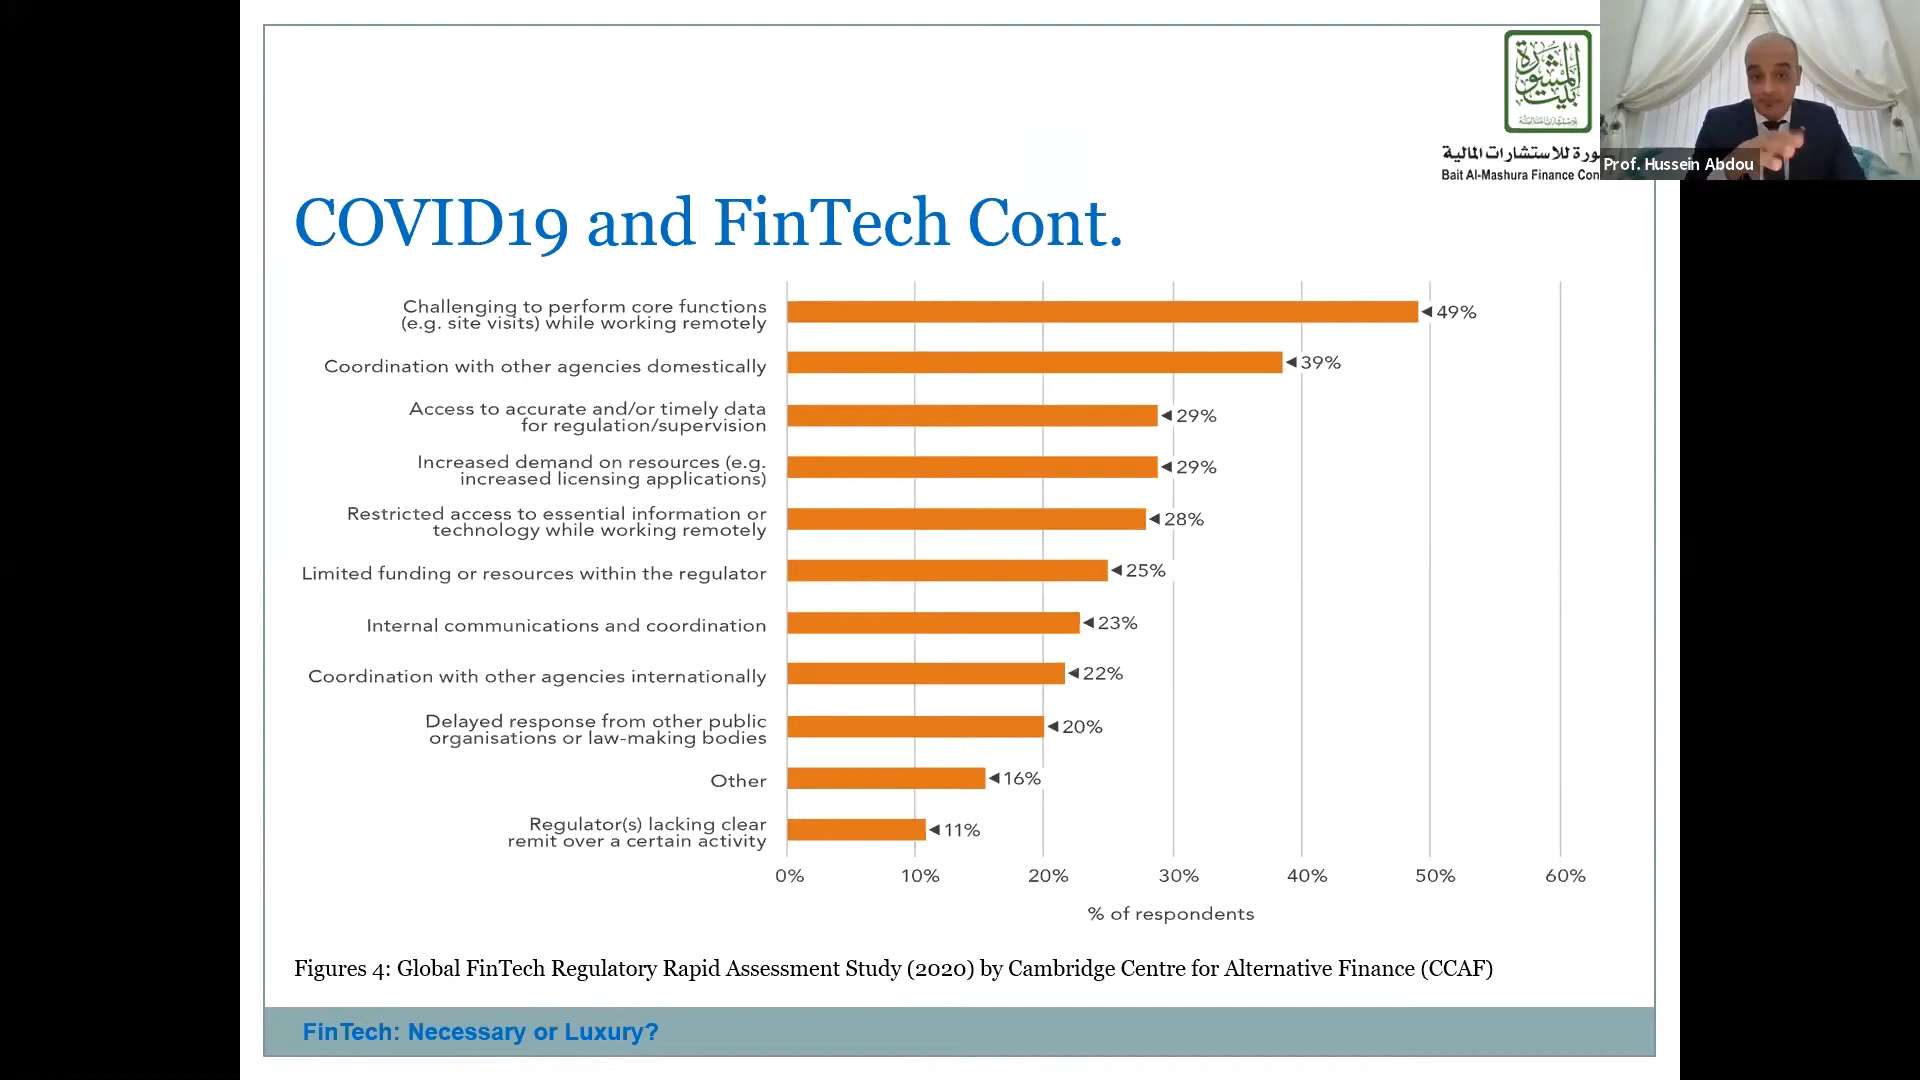 المشورة
بيت
ورة للاستشارات المالية
Bait Al-Mashura Finance Con
Prof. Hussein Abdou
COVID19 and FinTech Cont.
Challenging to perform core functions
(e.g. site visits) while working remotely
49%
Coordination with other agencies domestically
39%
Access to accurate and/or timely data
for regulation/supervision
29%
Increased demand on resources (e.g.
increased licensing applications)
29%
Restricted access to essential information or
technology while working remotely
28%
Limited funding or resources within the regulator
25%
Internal communications and coordination
23%
Coordination with other agencies internationally
22%
Delayed response from other public
organisations or law-making bodies
20%
Other
16%
Regulator(s) lacking clear
remit over a certain activity
11%
0% 10% 20% 30% 40% 50% 60%
% of respondents
Figures 4: Global FinTech Regulatory Rapid Assessment Study (2020) by Cambridge Centre for Alternative Finance (CCAF)
FinTech: Necessary or Luxury?